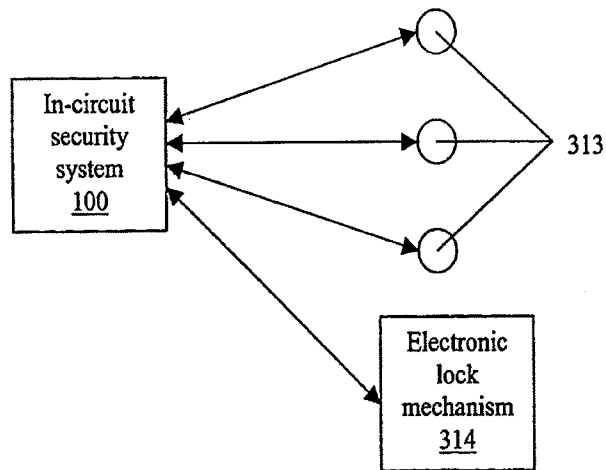 In-circuit
security
system
100
313
Electronic
lock
mechanism
314